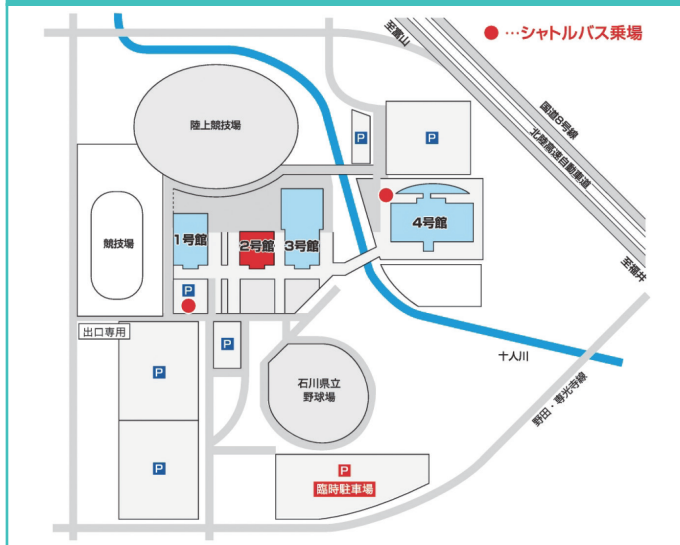 ●…シャトルバス乗場
至富山
国道8号線
北陸高速自動車道
至福井
陸上競技場
P
P
競技場
1号館
2号館
3号館
4号館
P
出口専用
P
P
石川県立
野球場
十人川
野田・専光寺線
P
P
臨時駐車場